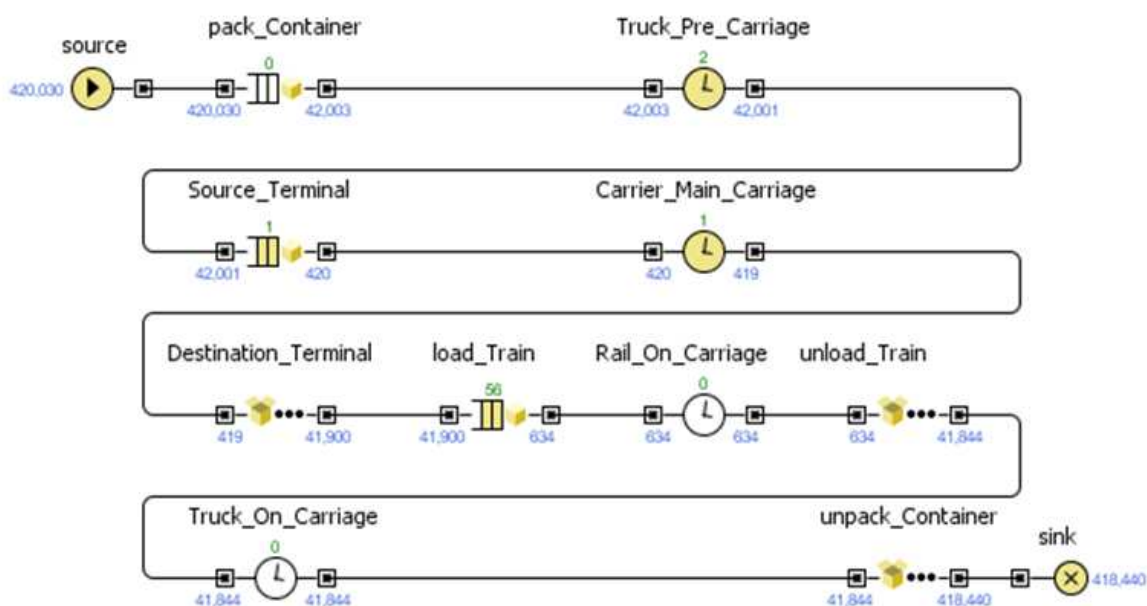 source pack_Container Truck_Pre_Carriage
0 2
420,030 420,030 42,003 42,003 42,001
Source_Terminal Carrier_Main_Carriage
1 1
42,001 420 420 419
Destination_Terminal load_Train Rail_On_Carriage unload_Train
56 0
419 41,900 41,900 634 634 634 634 41,844
Truck_On_Carriage unpack_Container sink
0
41,844 41,844 41,844 418,440 418,440